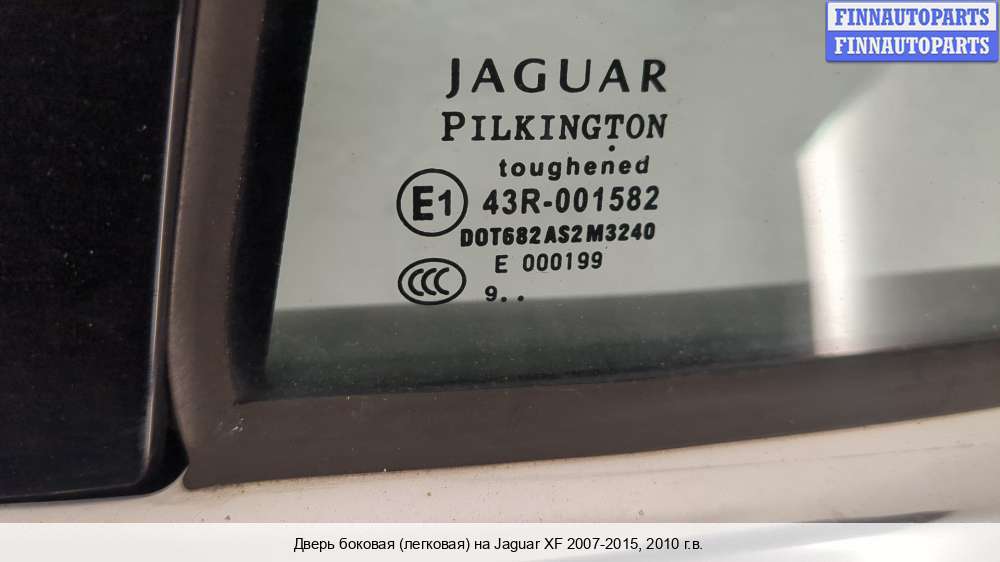 FINNAUTOPARTS
FINNAUTOPARTS
JAGUAR
PILKINGTON
toughened
E1 43R-001582
DOT682AS2M3240
E 000199
CCC
9..
Дверь боковая (легковая) на Jaguar XF 2007-2015, 2010 г.в.